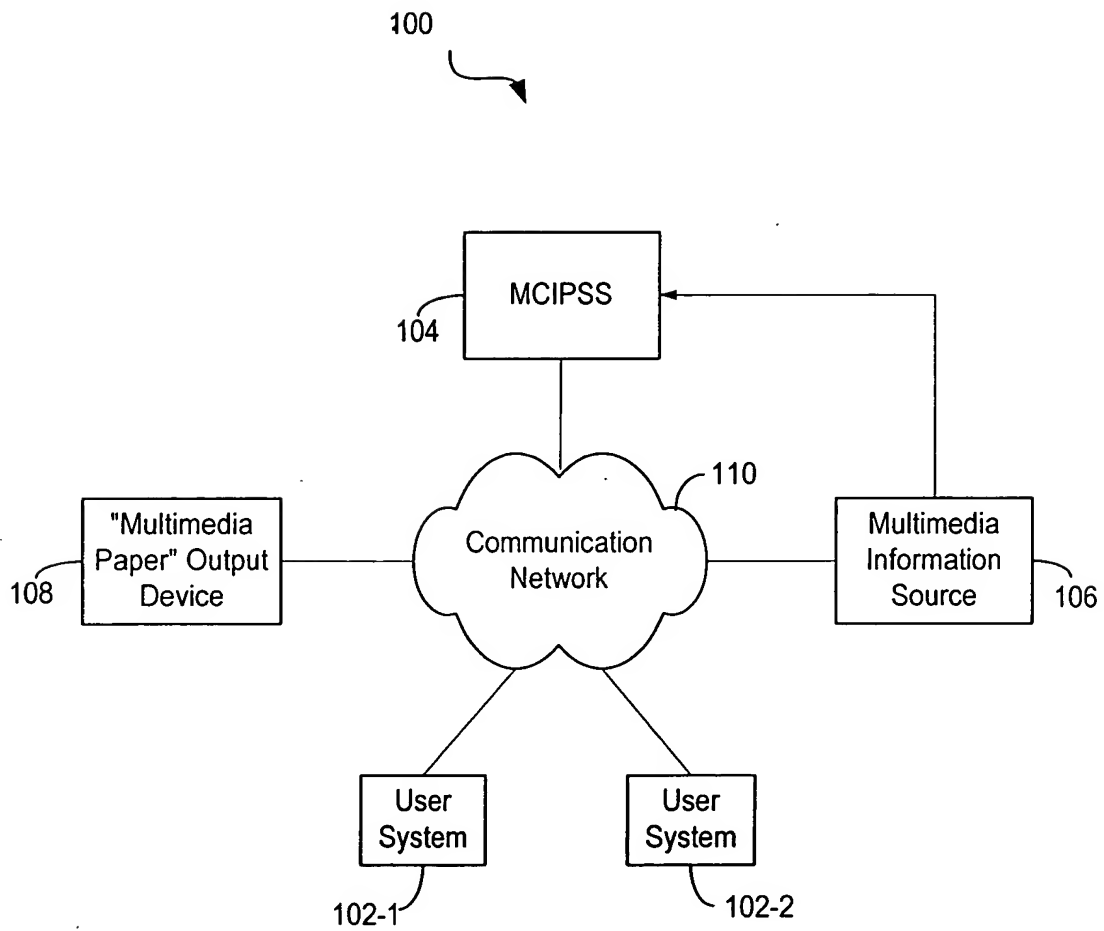 100
MCIPSS
104
110
"Multimedia
Paper" Output
Device
108
Communication
Network
Multimedia
Information
Source
106
User
System
102-1
User
System
102-2